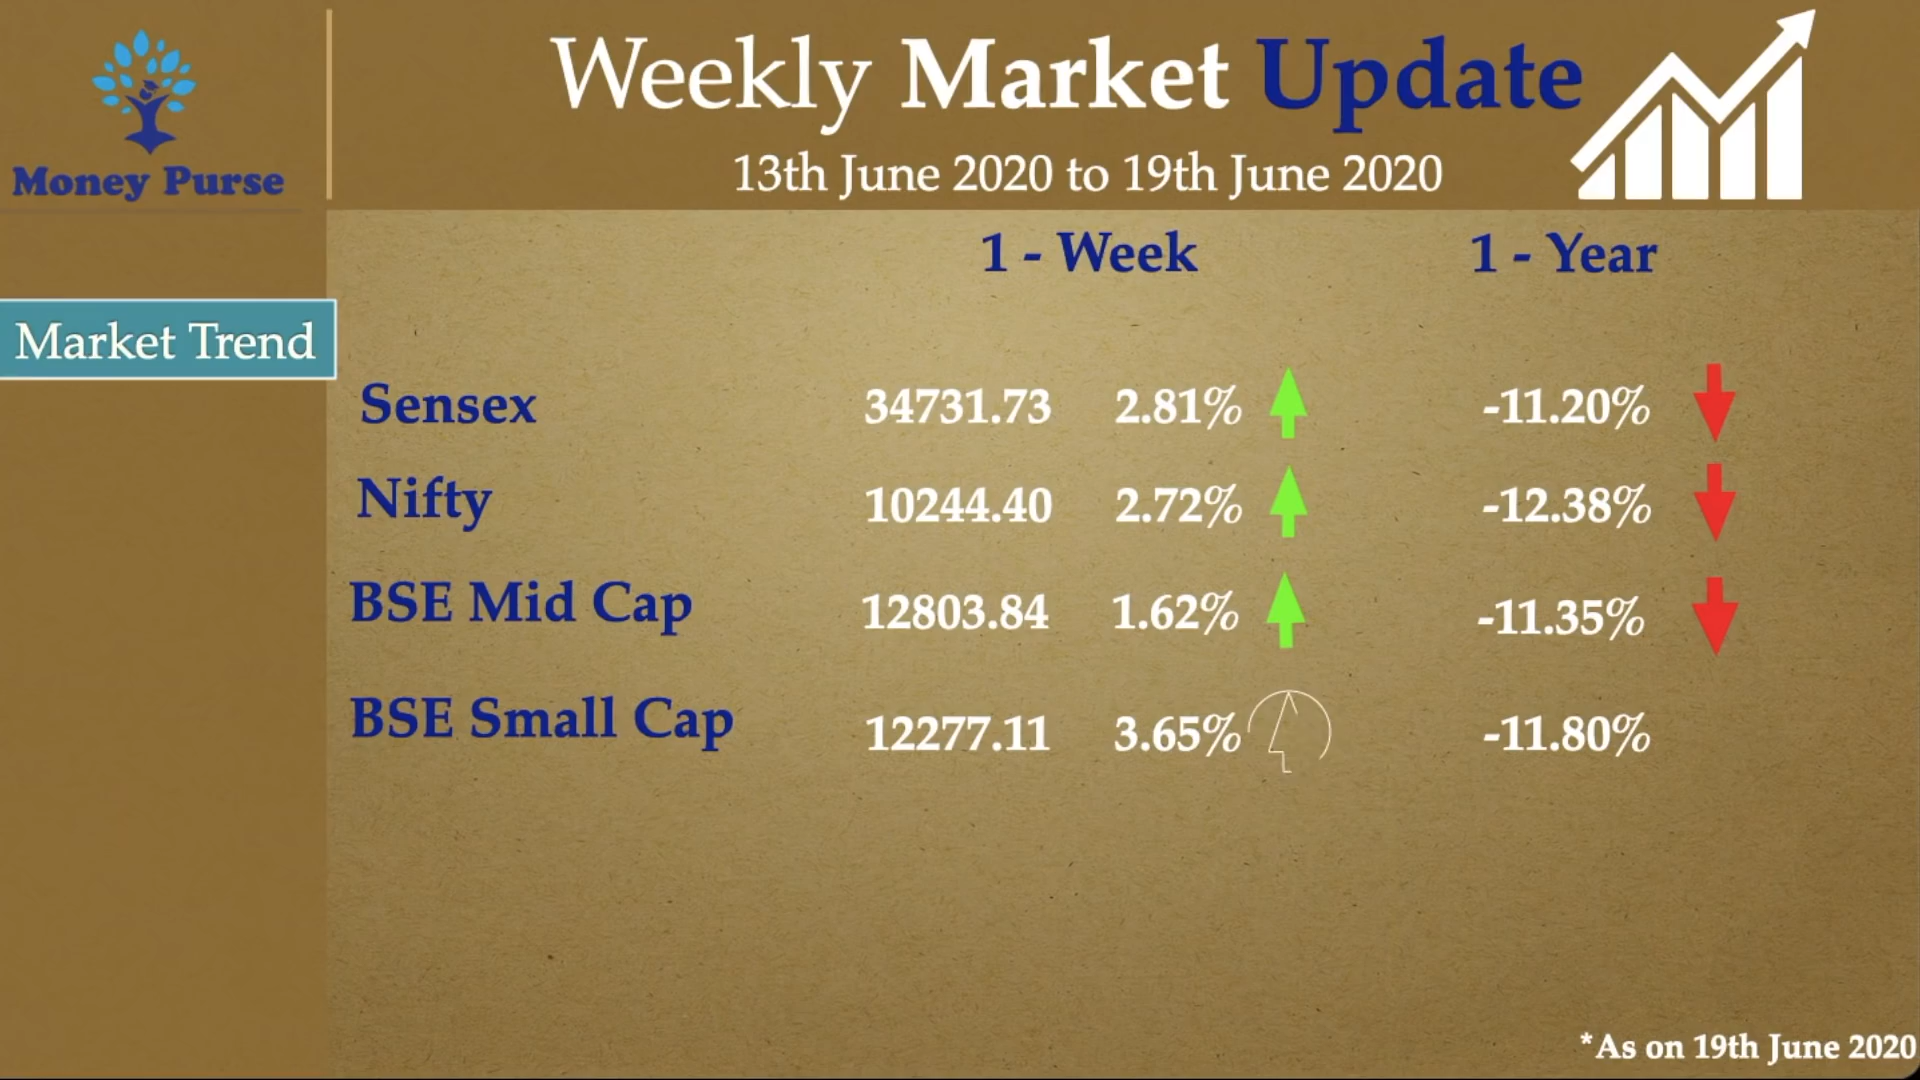 Money Purse
Weekly Market Update
13th June 2020 to 19th June 2020
1 - Week 1 - Year
Market Trend
Sensex 34731.73 2.81% -11.20%
Nifty 10244.40 2.72% -12.38%
BSE Mid Cap 12803.84 1.62% -11.35%
BSE Small Cap 12277.11 3.65% -11.80%
*As on 19th June 2020